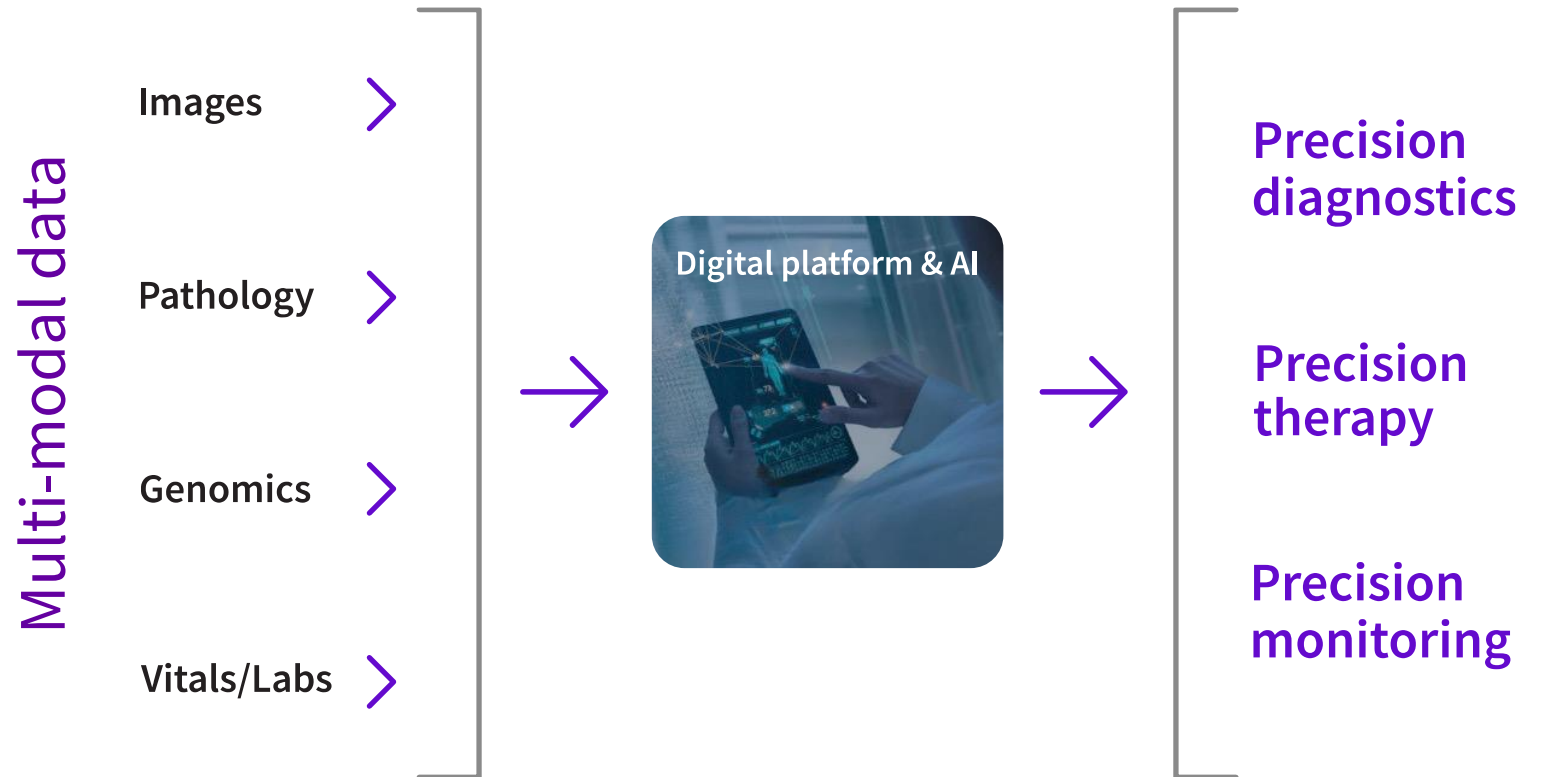 Multi-modal data
Images
Pathology
Genomics
Vitals/Labs
Digital platform & AI
Precision
diagnostics
Precision
therapy
Precision
monitoring